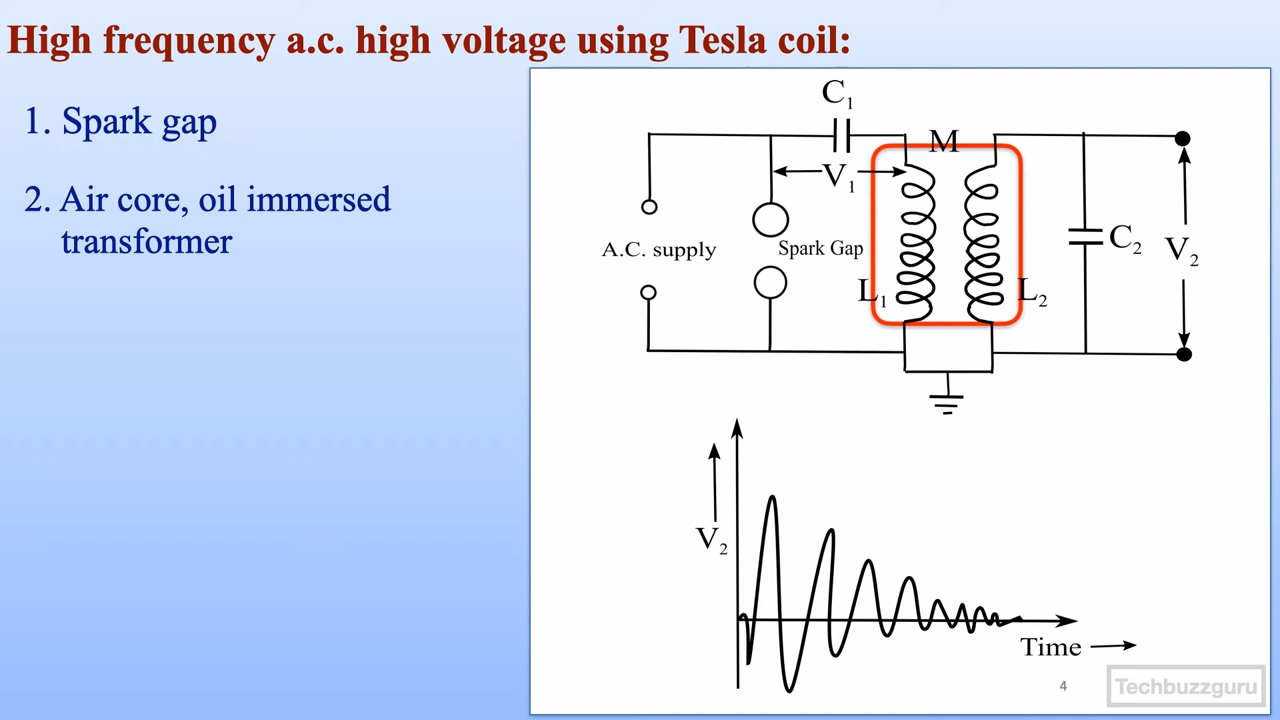 High frequency a.c. high voltage using Tesla coil:
1. Spark gap
2. Air core, oil immersed
transformer
C₁
M
V₁
A.C. supply
Spark Gap
C₂
V₂
L₁
L₂
V₂
Time
4
Techbuzzguru